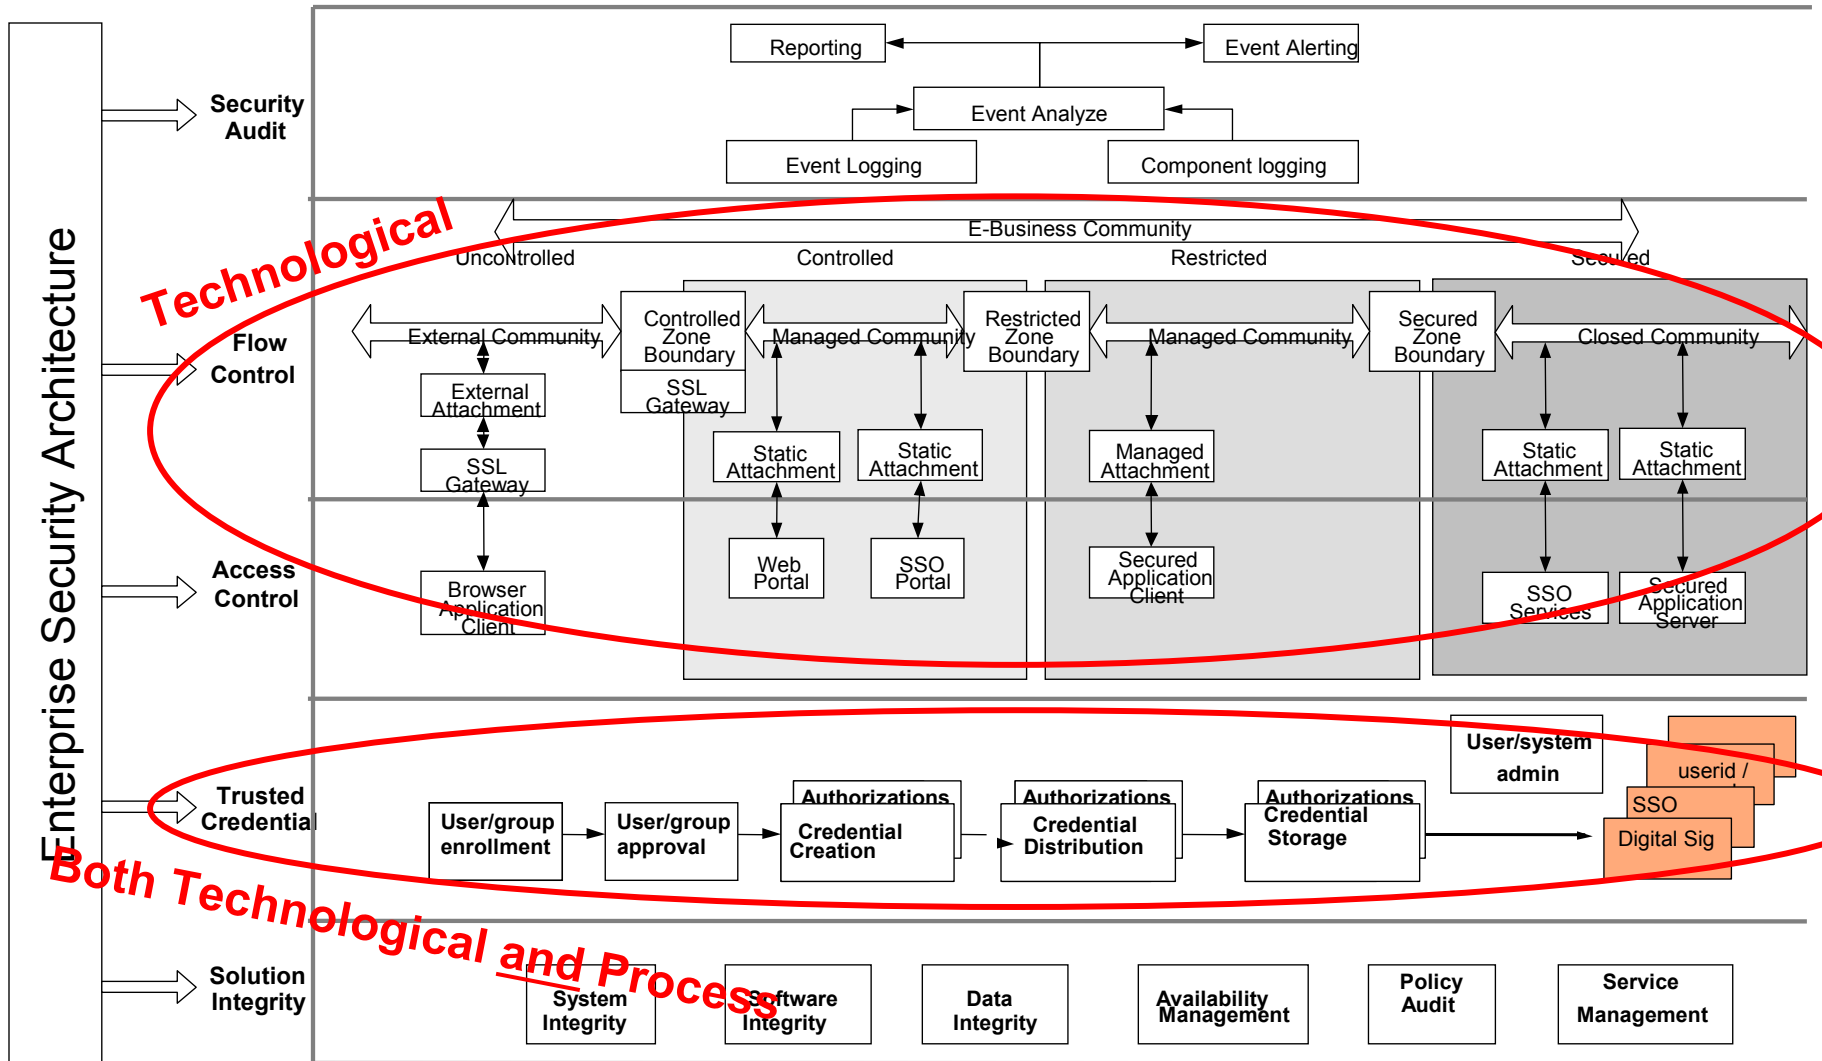 Enterprise Security Architecture
Security
Audit
Reporting
Event Alerting
Event Analyze
Event Logging
Component logging
Technological
E-Business Community
Uncontrolled
Controlled
Restricted
Secured
Flow
Control
External Community
Controlled
Zone
Boundary
SSL
Gateway
Managed Community
Restricted
Zone
Boundary
Managed Community
Secured
Zone
Boundary
Closed Community
External
Attachment
SSL
Gateway
Static
Attachment
Static
Attachment
Managed
Attachment
Static
Attachment
Static
Attachment
Access
Control
Browser
Application
Client
Web
Portal
SSO
Portal
Secured
Application
Client
SSO
Services
Secured
Application
Server
Trusted
Credential
User/group
enrollment
User/group
approval
Authorizations
Credential
Creation
Authorizations
Credential
Distribution
Authorizations
Credential
Storage
User/system
admin
userid /
SSO
Digital Sig
Both Technological and Process
Solution
Integrity
System
Integrity
Software
Integrity
Data
Integrity
Availability
Management
Policy
Audit
Service
Management